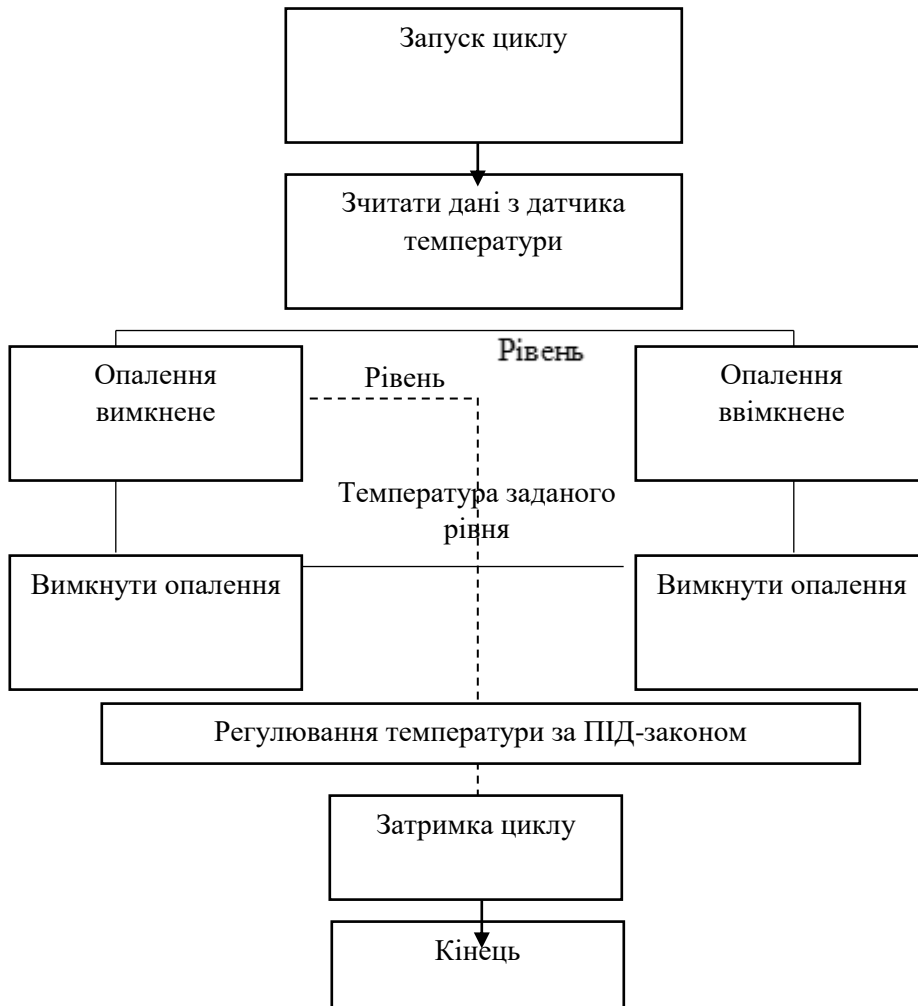 Запуск циклу
Зчитати дані з датчика
температури
Рівень
Опалення
вимкнене
Рівень
Опалення
ввімкнене
Температура заданого
рівня
Вимкнути опалення
Вимкнути опалення
Регулювання температури за ПІД-законом
Затримка циклу
Кінець